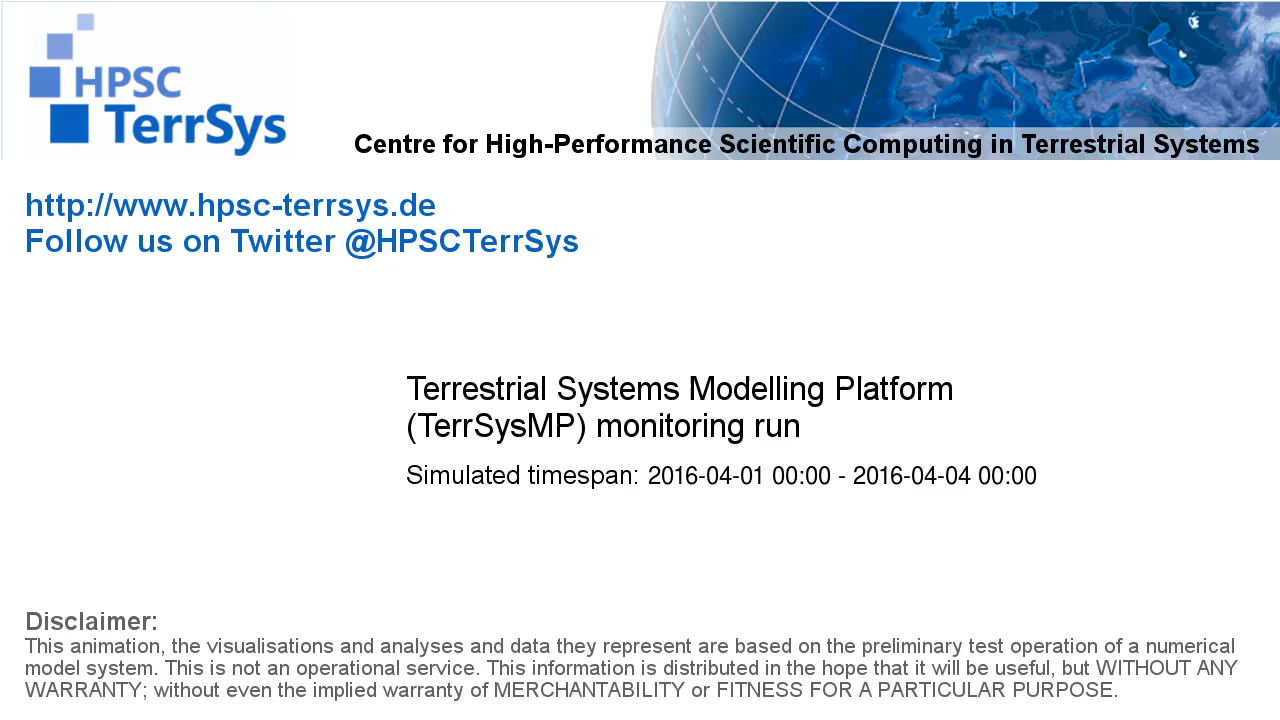 HPSC
TerrSys
Centre for High-Performance Scientific Computing in Terrestrial Systems
http://www.hpsc-terrsys.de
Follow us on Twitter @HPSCTerrSys
Terrestrial Systems Modelling Platform
(TerrSysMP) monitoring run
Simulated timespan: 2016-04-01 00:00 - 2016-04-04 00:00
Disclaimer:
This animation, the visualisations and analyses and data they represent are based on the preliminary test operation of a numerical
model system. This is not an operational service. This information is distributed in the hope that it will be useful, but WITHOUT ANY
WARRANTY; without even the implied warranty of MERCHANTABILITY or FITNESS FOR A PARTICULAR PURPOSE.